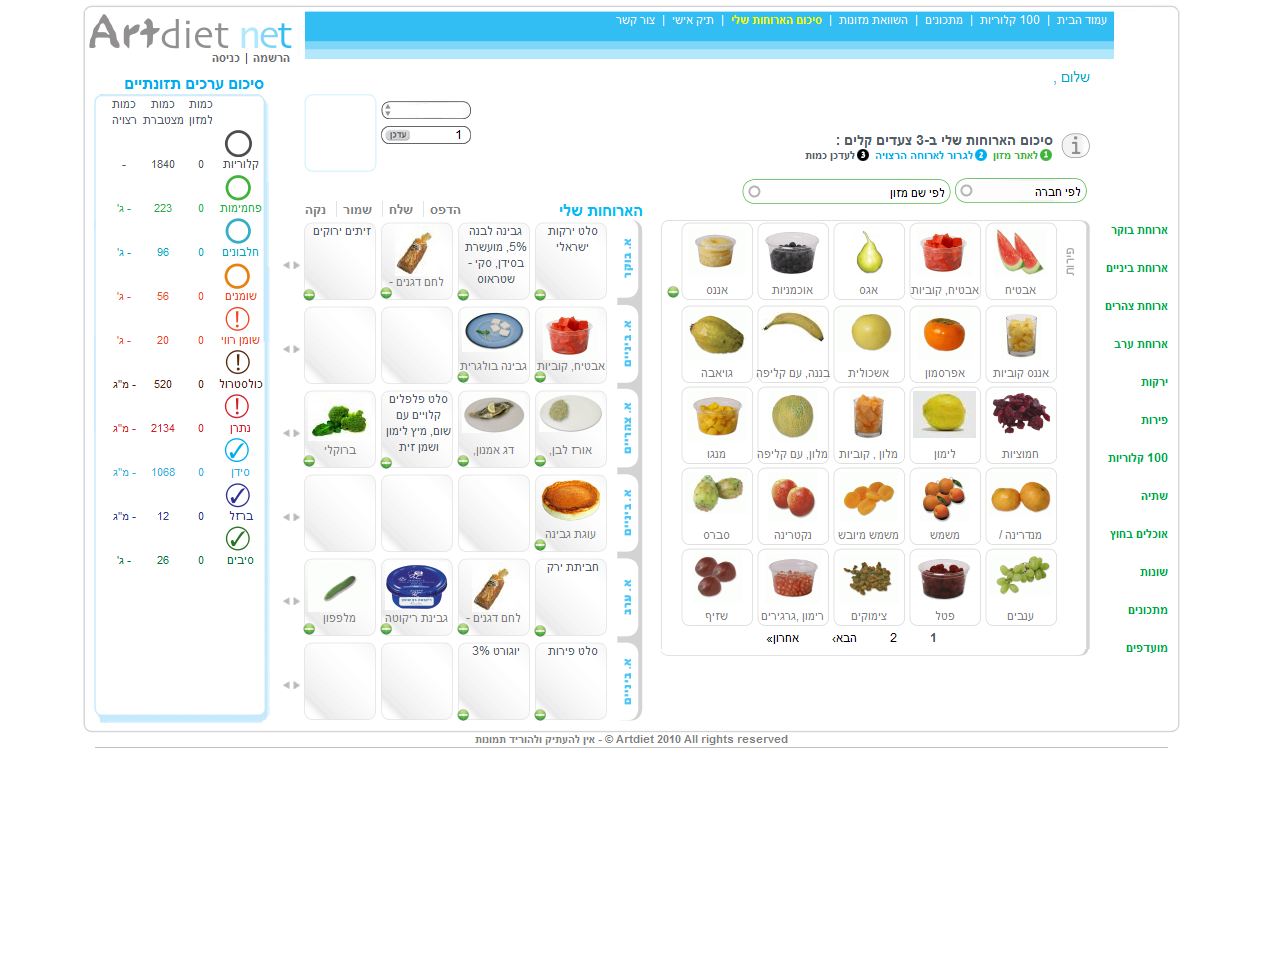 Artdiet net
הרשמה | כניסה
עמוד הבית | 100 קלוריות | מתכונים | השוואת מזונות | סיכום הארוחות שלי | תיק אישי | צור קשר
שלום ,
סיכום הארוחות שלי ב-3 צעדים קלים :
1 לאתר מזון 2 לגרור לארוחה הרצויה 3 לעדכן כמות
1 עדכן
לפי חברה
לפי שם מזון
ארוחת בוקר
ארוחת ביניים
ארוחת צהרים
ארוחת ערב
ירקות
פירות
100 קלוריות
שתיה
אוכלים בחוץ
שונות
מתכונים
מועדפים
פירות
אבטיח
אבטיח, קוביות
אגס
אוכמניות
אננס
אננס קוביות
אפרסמון
אשכולית
בננה, עם קליפה
גויאבה
חמוציות
לימון
מלון , קוביות
מלון, עם קליפה
מנגו
מנדרינה /
משמש
משמש מיובש
נקטרינה
סברס
ענבים
פטל
צימוקים
רימון ,גרגירים
שזיף
1 2 הבא› אחרון»
הארוחות שלי
הדפס | שלח | שמור | נקה
א. בוקר
סלט ירקות
ישראלי
גבינה לבנה
5%, מועשרת
בסידן, סקי -
שטראוס
לחם דגנים -
זיתים ירוקים
א. ביניים
אבטיח, קוביות
גבינה בולגרית
א. צהריים
אורז לבן,
דג אמנון,
סלט פלפלים
קלויים עם
שום, מיץ לימון
ושמן זית
ברוקלי
א. ביניים
עוגת גבינה
א. ערב
חביתת ירק
לחם דגנים -
גבינת ריקוטה
מלפפון
א. ביניים
סלט פירות
יוגורט 3%
סיכום ערכים תזונתיים
כמות כמות כמות
למזון מצטברת רצויה
קלוריות 0 1840 -
פחמימות 0 223 - ג'
חלבונים 0 96 - ג'
שומנים 0 56 - ג'
שומן רווי 0 20 - ג'
כולסטרול 0 520 - מ"ג
נתרן 0 2134 - מ"ג
סידן 0 1068 - מ"ג
ברזל 0 12 - מ"ג
סיבים 0 26 - ג'
אין להעתיק ולהוריד תמונות - © Artdiet 2010 All rights reserved